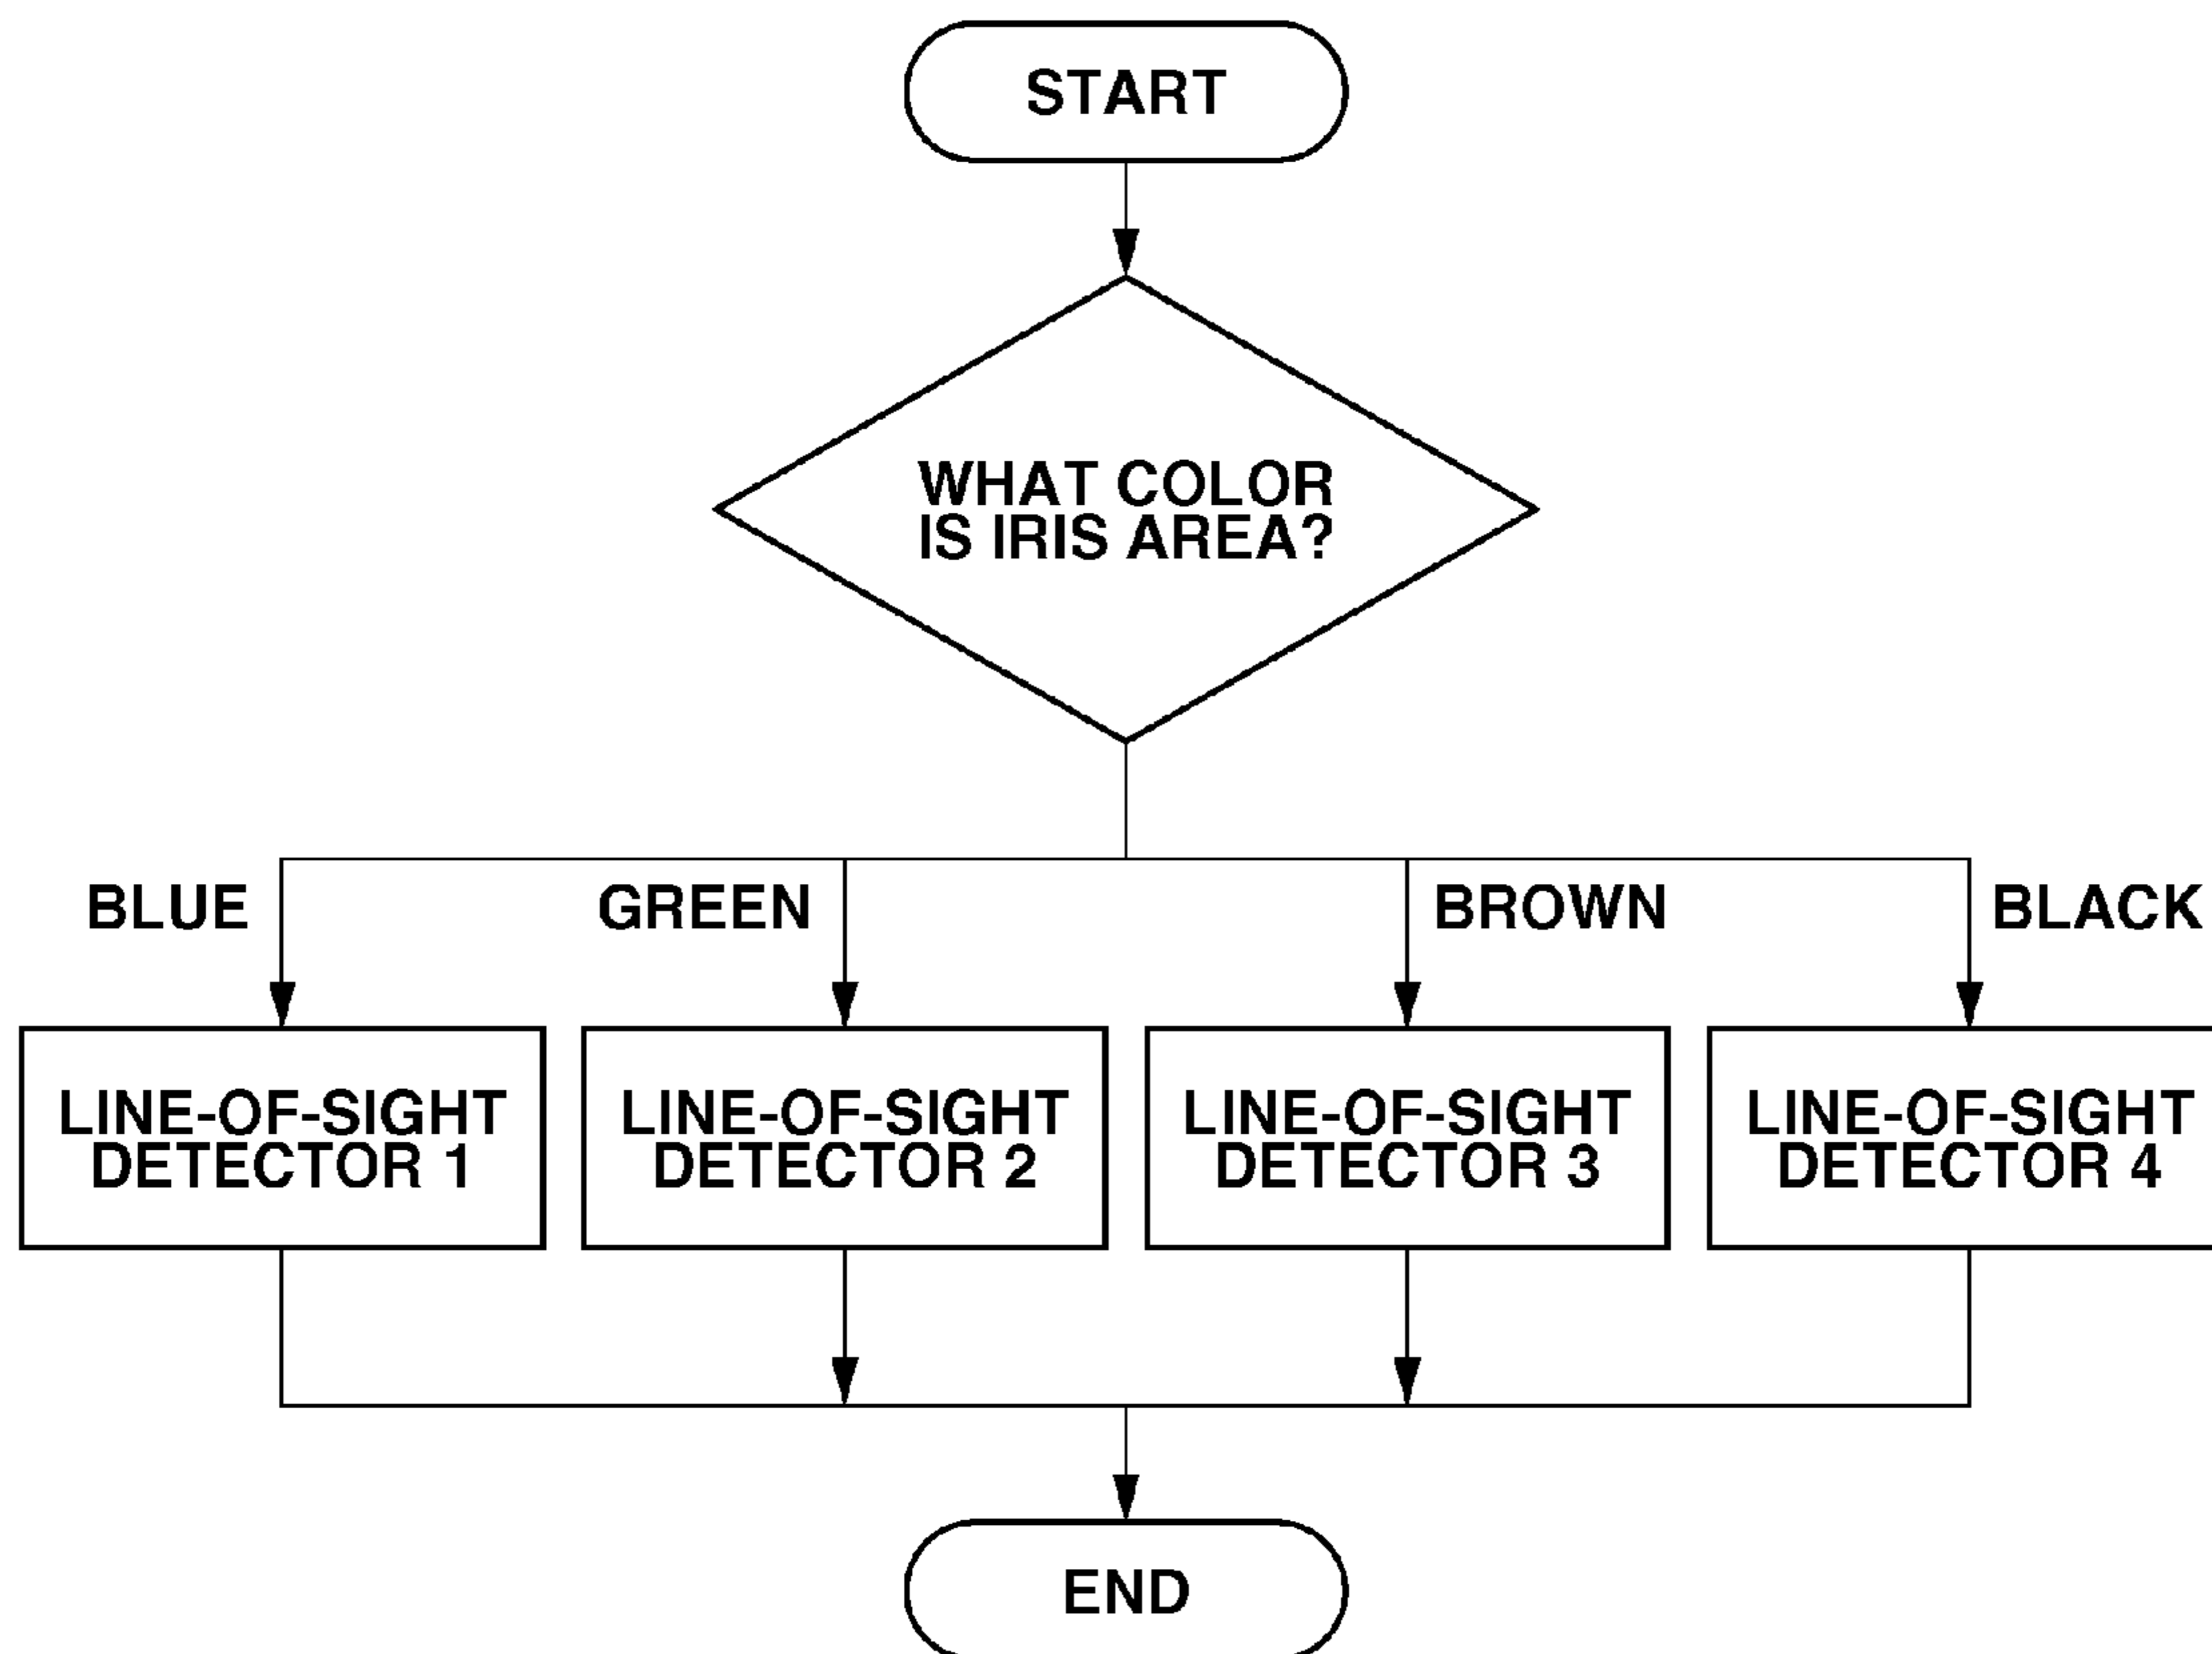 START
WHAT COLOR
IS IRIS AREA?
BLUE
GREEN
BROWN
BLACK
LINE-OF-SIGHT
DETECTOR 1
LINE-OF-SIGHT
DETECTOR 2
LINE-OF-SIGHT
DETECTOR 3
LINE-OF-SIGHT
DETECTOR 4
END